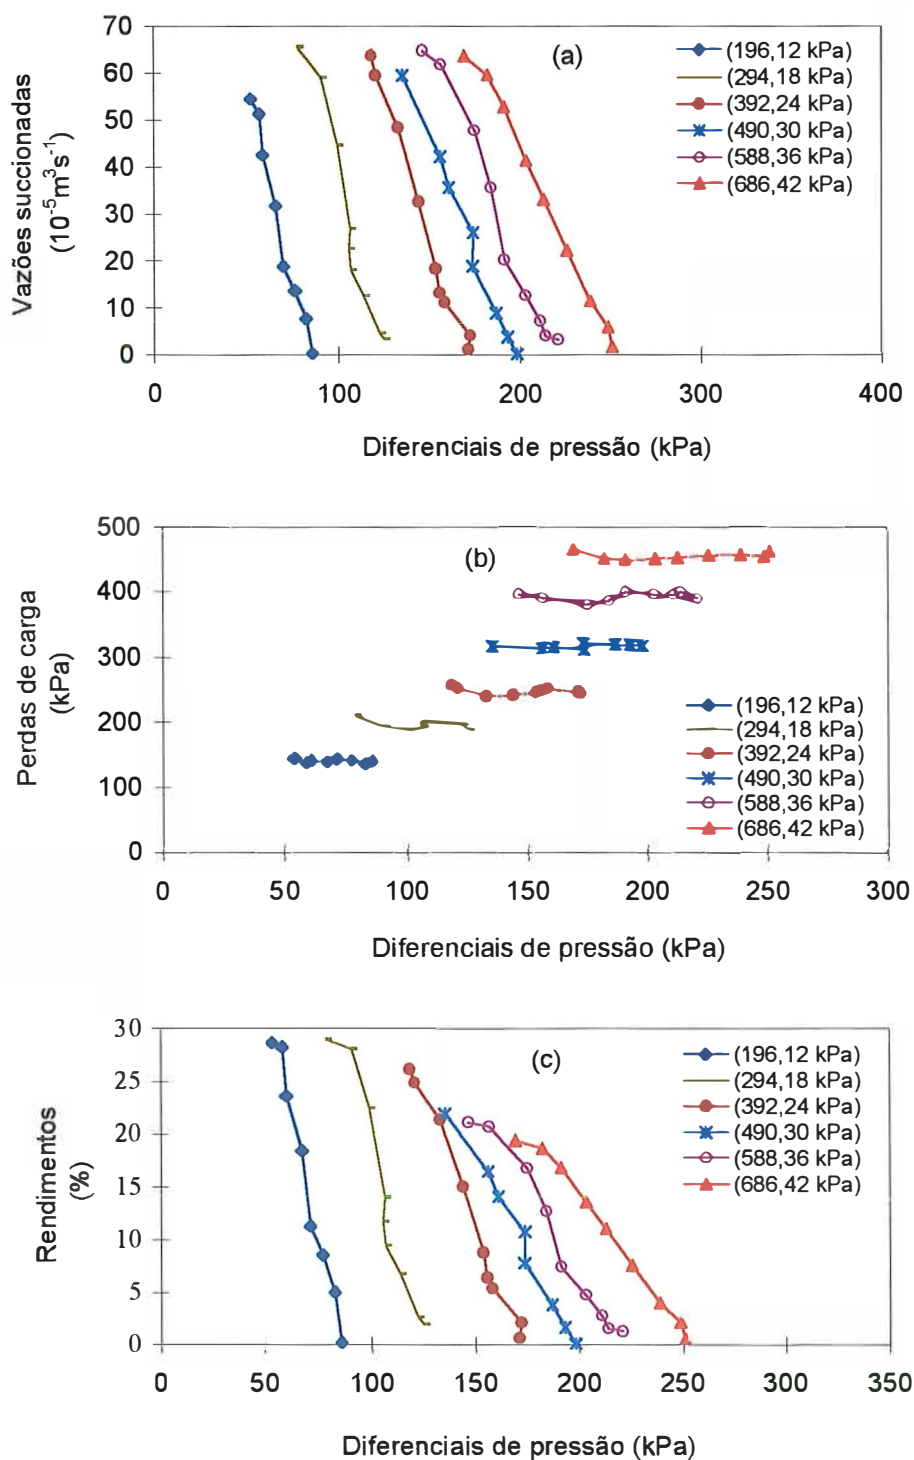 70
60
50
40
30
20
10
0
Vazões succionadas
(10⁻⁵m³s⁻¹)
(a)
(196,12 kPa)
(294,18 kPa)
(392,24 kPa)
(490,30 kPa)
(588,36 kPa)
(686,42 kPa)
0 100 200 300 400
Diferenciais de pressão (kPa)
500
400
300
200
100
0
Perdas de carga
(kPa)
(b)
(196,12 kPa)
(294,18 kPa)
(392,24 kPa)
(490,30 kPa)
(588,36 kPa)
(686,42 kPa)
0 50 100 150 200 250 300
Diferenciais de pressão (kPa)
30
25
20
15
10
5
0
Rendimentos
(%)
(c)
(196,12 kPa)
(294,18 kPa)
(392,24 kPa)
(490,30 kPa)
(588,36 kPa)
(686,42 kPa)
0 50 100 150 200 250 300 350
Diferenciais de pressão (kPa)